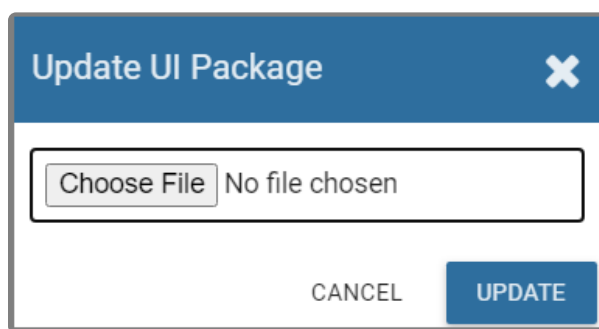 Update UI Package
Choose File No file chosen
CANCEL UPDATE